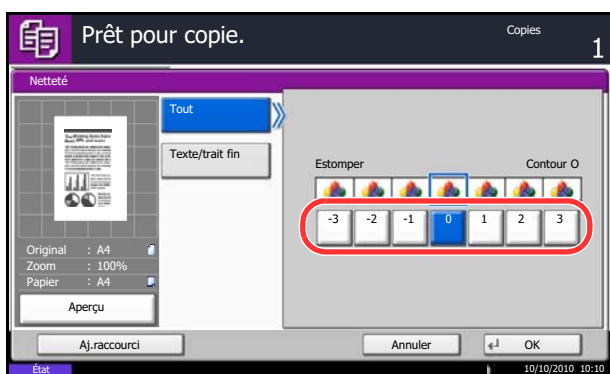 Prêt pour copie.
Copies
1
Netteté
Tout
Texte/trait fin
Estomper
Contour O
-3 -2 -1 0 1 2 3
Original : A4
Zoom : 100%
Papier : A4
Aperçu
Aj.raccourci
Annuler
OK
État
10/10/2010 10:10